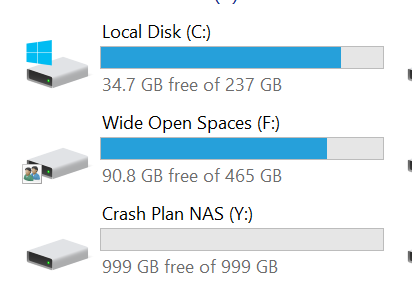 Local Disk (C:)
34.7 GB free of 237 GB
Wide Open Spaces (F:)
90.8 GB free of 465 GB
Crash Plan NAS (Y:)
999 GB free of 999 GB